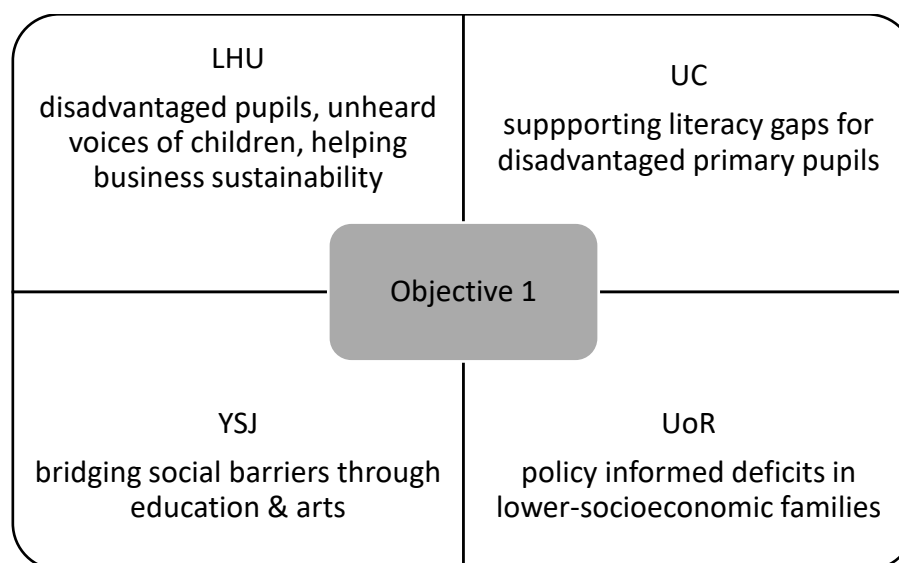 LHU
disadvantaged pupils, unheard
voices of children, helping
business sustainability
UC
suppporting literacy gaps for
disadvantaged primary pupils
Objective 1
YSJ
bridging social barriers through
education & arts
UoR
policy informed deficits in
lower-socioeconomic families